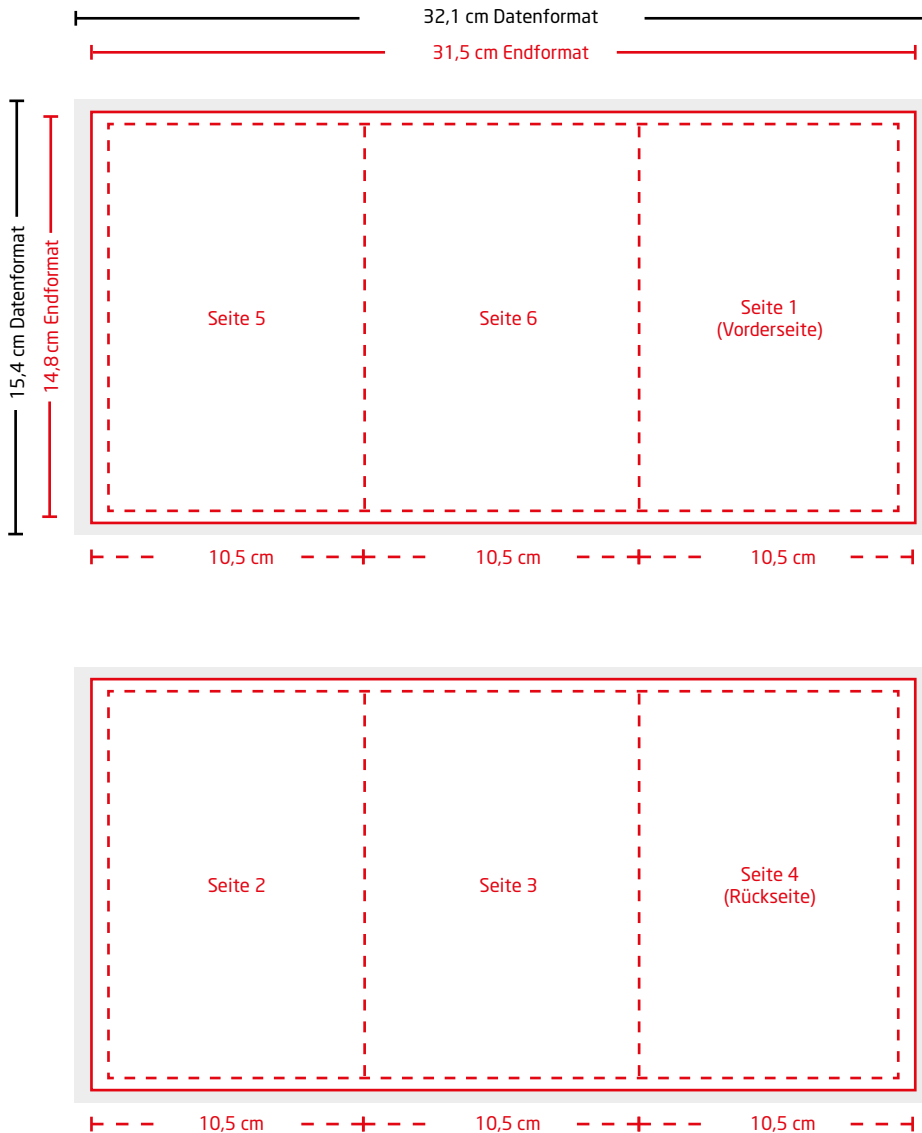 32,1 cm Datenformat
31,5 cm Endformat
15,4 cm Datenformat
14,8 cm Endformat
Seite 5
Seite 6
Seite 1
(Vorderseite)
10,5 cm
10,5 cm
10,5 cm
Seite 2
Seite 3
Seite 4
(Rückseite)
10,5 cm
10,5 cm
10,5 cm